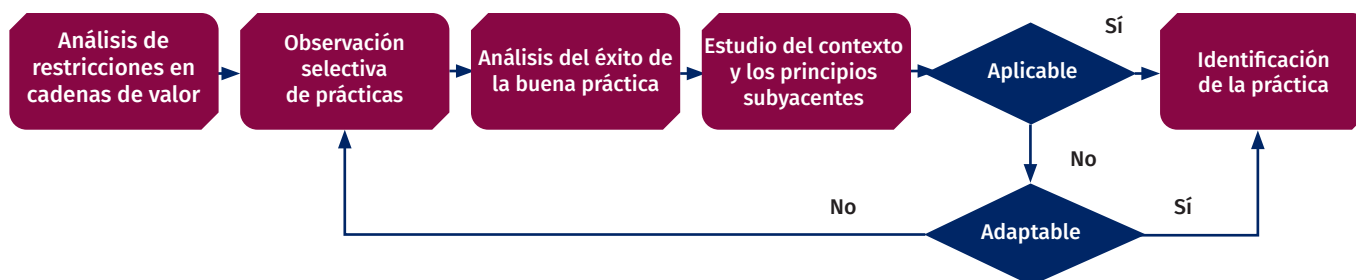 Análisis de
restricciones en
cadenas de valor
Observación
selectiva
de prácticas
Análisis del éxito de
la buena práctica
Estudio del contexto
y los principios
subyacentes
Aplicable
Sí
Identificación
de la práctica
No
No
Adaptable
Sí